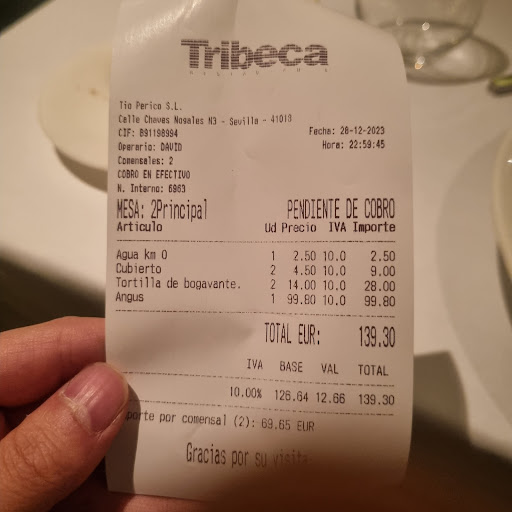 Tribeca
Tio Perico S.L.
Calle Chaves Nogales N3 - Sevilla - 41018
CIF: B91198994 Fecha: 28-12-2023
Operario: DAVID Hora: 22:59:45
Comensales: 2
COBRO EN EFECTIVO
N. Interno: 6963
MESA: 2Principal PENDIENTE DE COBRO
Articulo Ud Precio IVA Importe
Agua km 0 1 2.50 10.0 2.50
Cubierto 2 4.50 10.0 9.00
Tortilla de bogavante. 2 14.00 10.0 28.00
Angus 1 99.80 10.0 99.80
TOTAL EUR: 139.30
IVA BASE VAL TOTAL
10.00% 126.64 12.66 139.30
porte por comensal (2): 69.65 EUR
Gracias por su visita